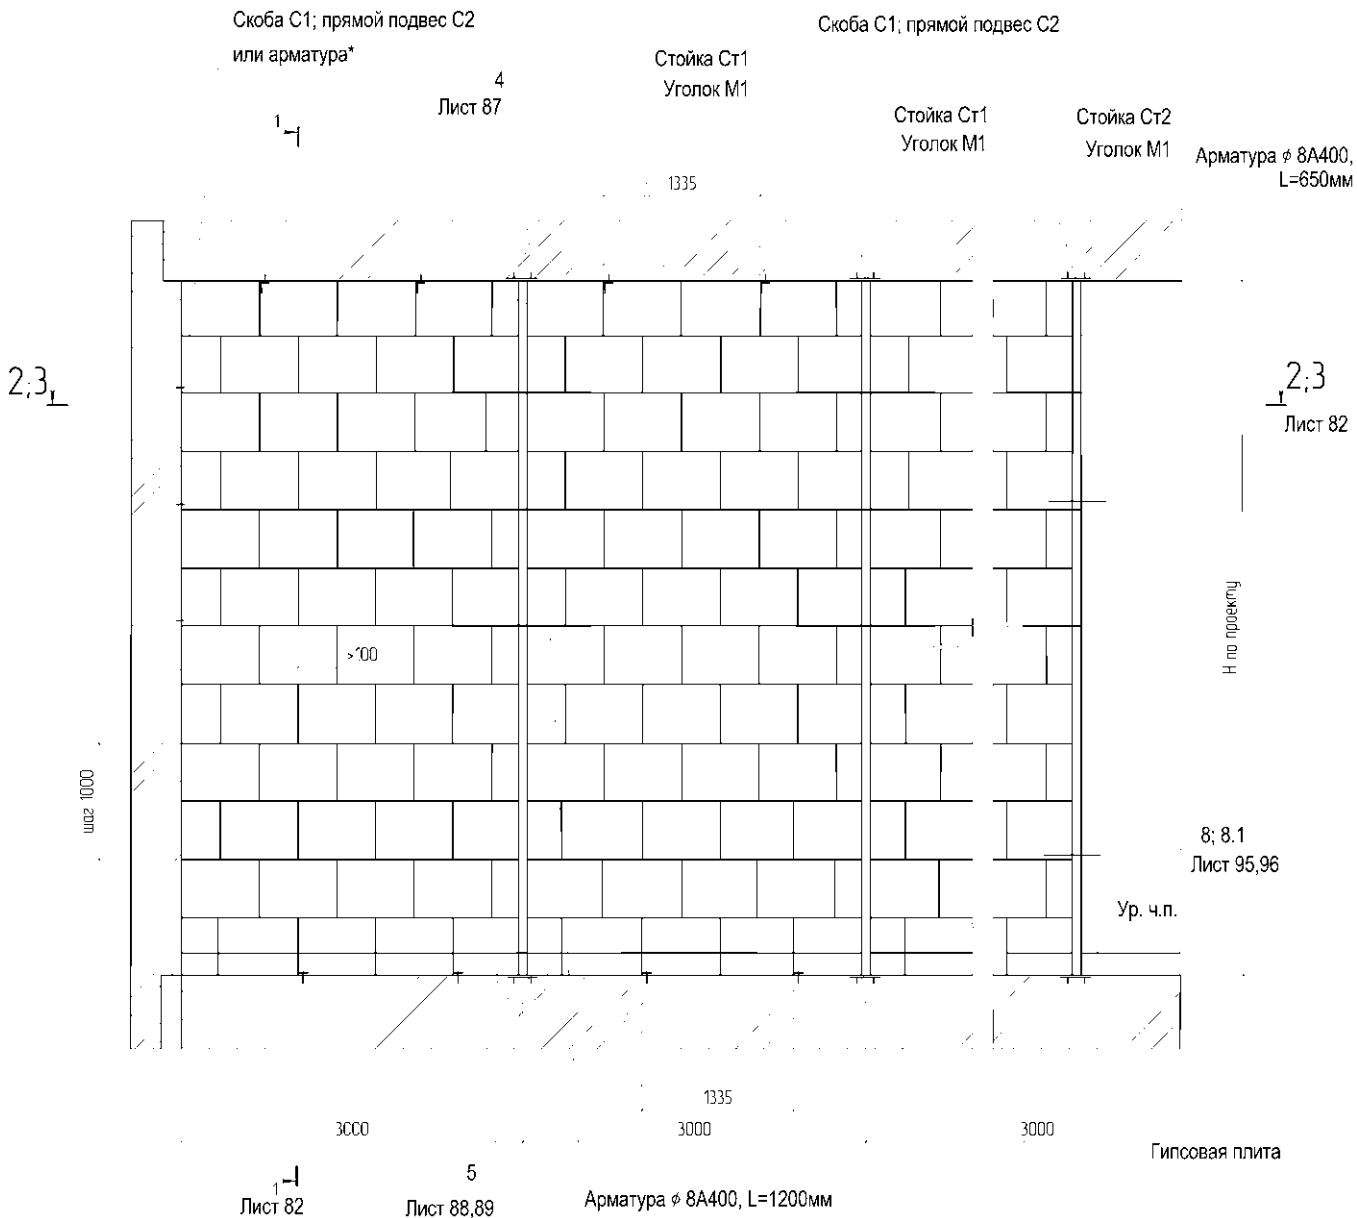 Скоба С1; прямой подвес С2
или арматура*
Скоба С1; прямой подвес С2
Стойка Ст1
Уголок М1
4
Лист 87
Стойка Ст1
Уголок М1
Стойка Ст2
Уголок М1
Арматура ϕ 8А400,
L=650мм
1
1335
2;3
2;3
Лист 82
Н по проекту
>100
шаг 1000
8; 8.1
Лист 95,96
Ур. ч.п.
1335
3000
3000
3000
Гипсовая плита
1
Лист 82
5
Лист 88,89
Арматура ϕ 8А400, L=1200мм